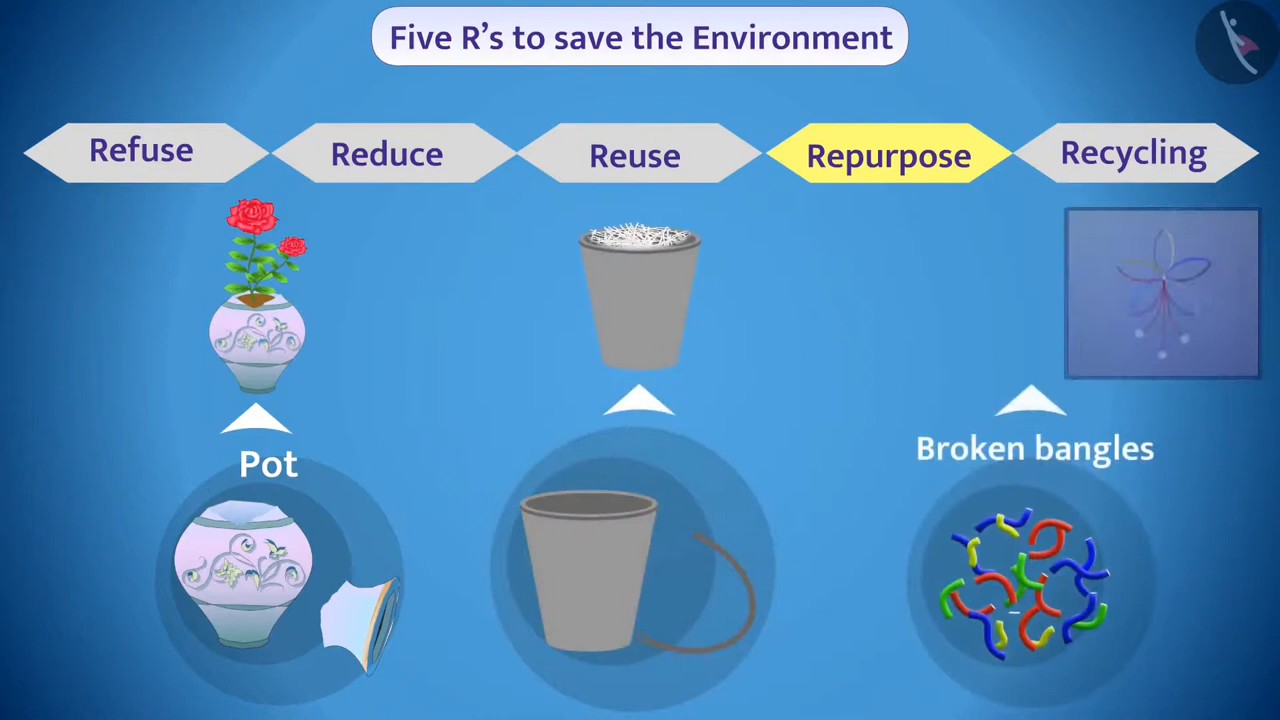 Five R’s to save the Environment
Refuse
Reduce
Reuse
Repurpose
Recycling
Pot
Broken bangles